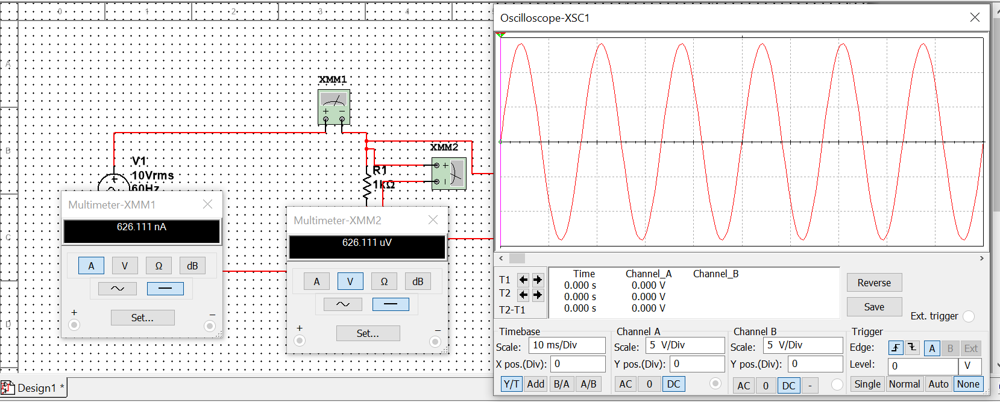 0 1 2 3 4
A
B
C
D
XMM1
+ −
V1
10Vrms
60Hz
+
XMM2
+
R1
1kΩ
Multimeter-XMM1
626.111 nA
A V Ω dB
+ −
Set...
Multimeter-XMM2
626.111 uV
A V Ω dB
+ −
Set...
Design1 *
Oscilloscope-XSC1
Time Channel_A Channel_B
T1 0.000 s 0.000 V
T2 0.000 s 0.000 V
T2-T1 0.000 s 0.000 V
Reverse
Save
Ext. trigger
Timebase
Scale: 10 ms/Div
X pos.(Div): 0
Y/T Add B/A A/B
Channel A
Scale: 5 V/Div
Y pos.(Div): 0
AC 0 DC
Channel B
Scale: 5 V/Div
Y pos.(Div): 0
AC 0 DC -
Trigger
Edge: A B Ext
Level: 0 V
Single Normal Auto None